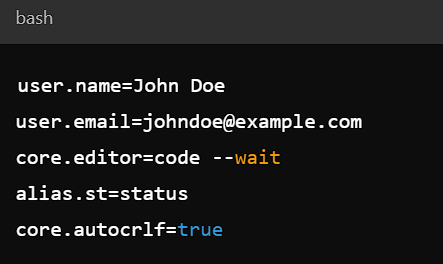 bash
user.name=John Doe
user.email=johndoe@example.com
core.editor=code --wait
alias.st=status
core.autocrlf=true